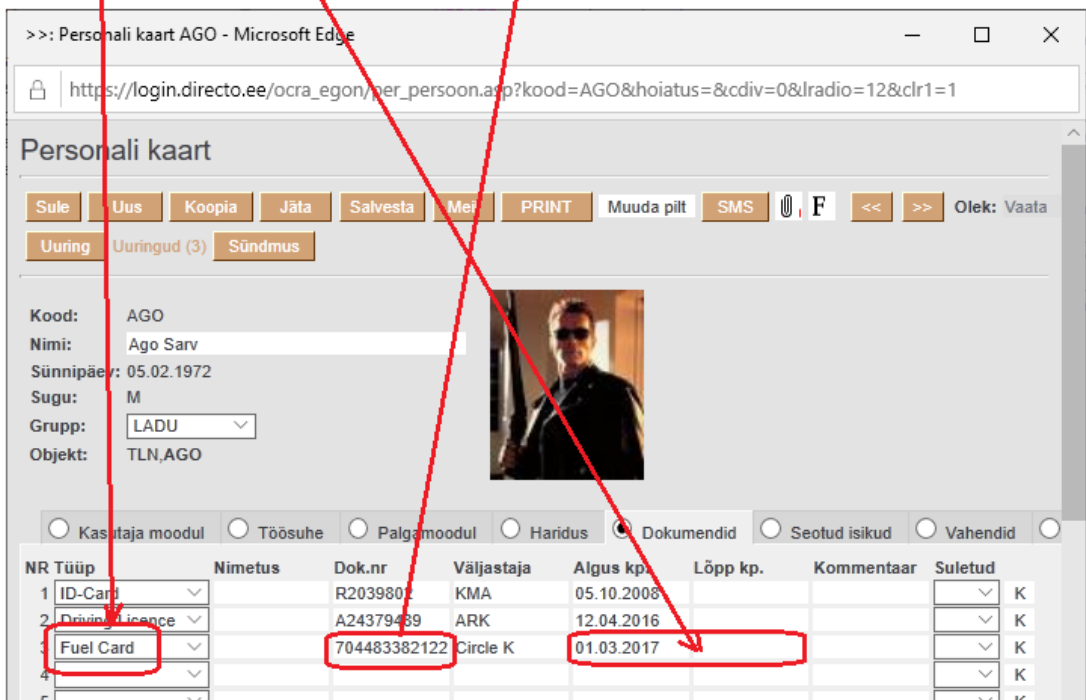 >>: Personali kaart AGO - Microsoft Edge
https://login.directo.ee/ocra_egon/per_persoon.asp?kood=AGO&hoiatus=&cdiv=0&lradio=12&clr1=1
Personali kaart
Sule Uus Koopia Jäta Salvesta Meil PRINT Muuda pilt SMS F << >> Olek: Vaata
Uuring Uuringud (3) Sündmus
Kood: AGO
Nimi: Ago Sarv
Sünnipäev: 05.02.1972
Sugu: M
Grupp: LADU
Objekt: TLN,AGO
Kasutaja moodul Töösuhe Palgamoodul Haridus Dokumendid Seotud isikud Vahendid
NR Tüüp Nimetus Dok.nr Väljastaja Algus kp. Lõpp kp. Kommentaar Suletud
1 ID-Card R2039802 KMA 05.10.2008 K
2 Driving Licence A24379489 ARK 12.04.2016 K
3 Fuel Card 704483382122 Circle K 01.03.2017 K
4 K
5 K